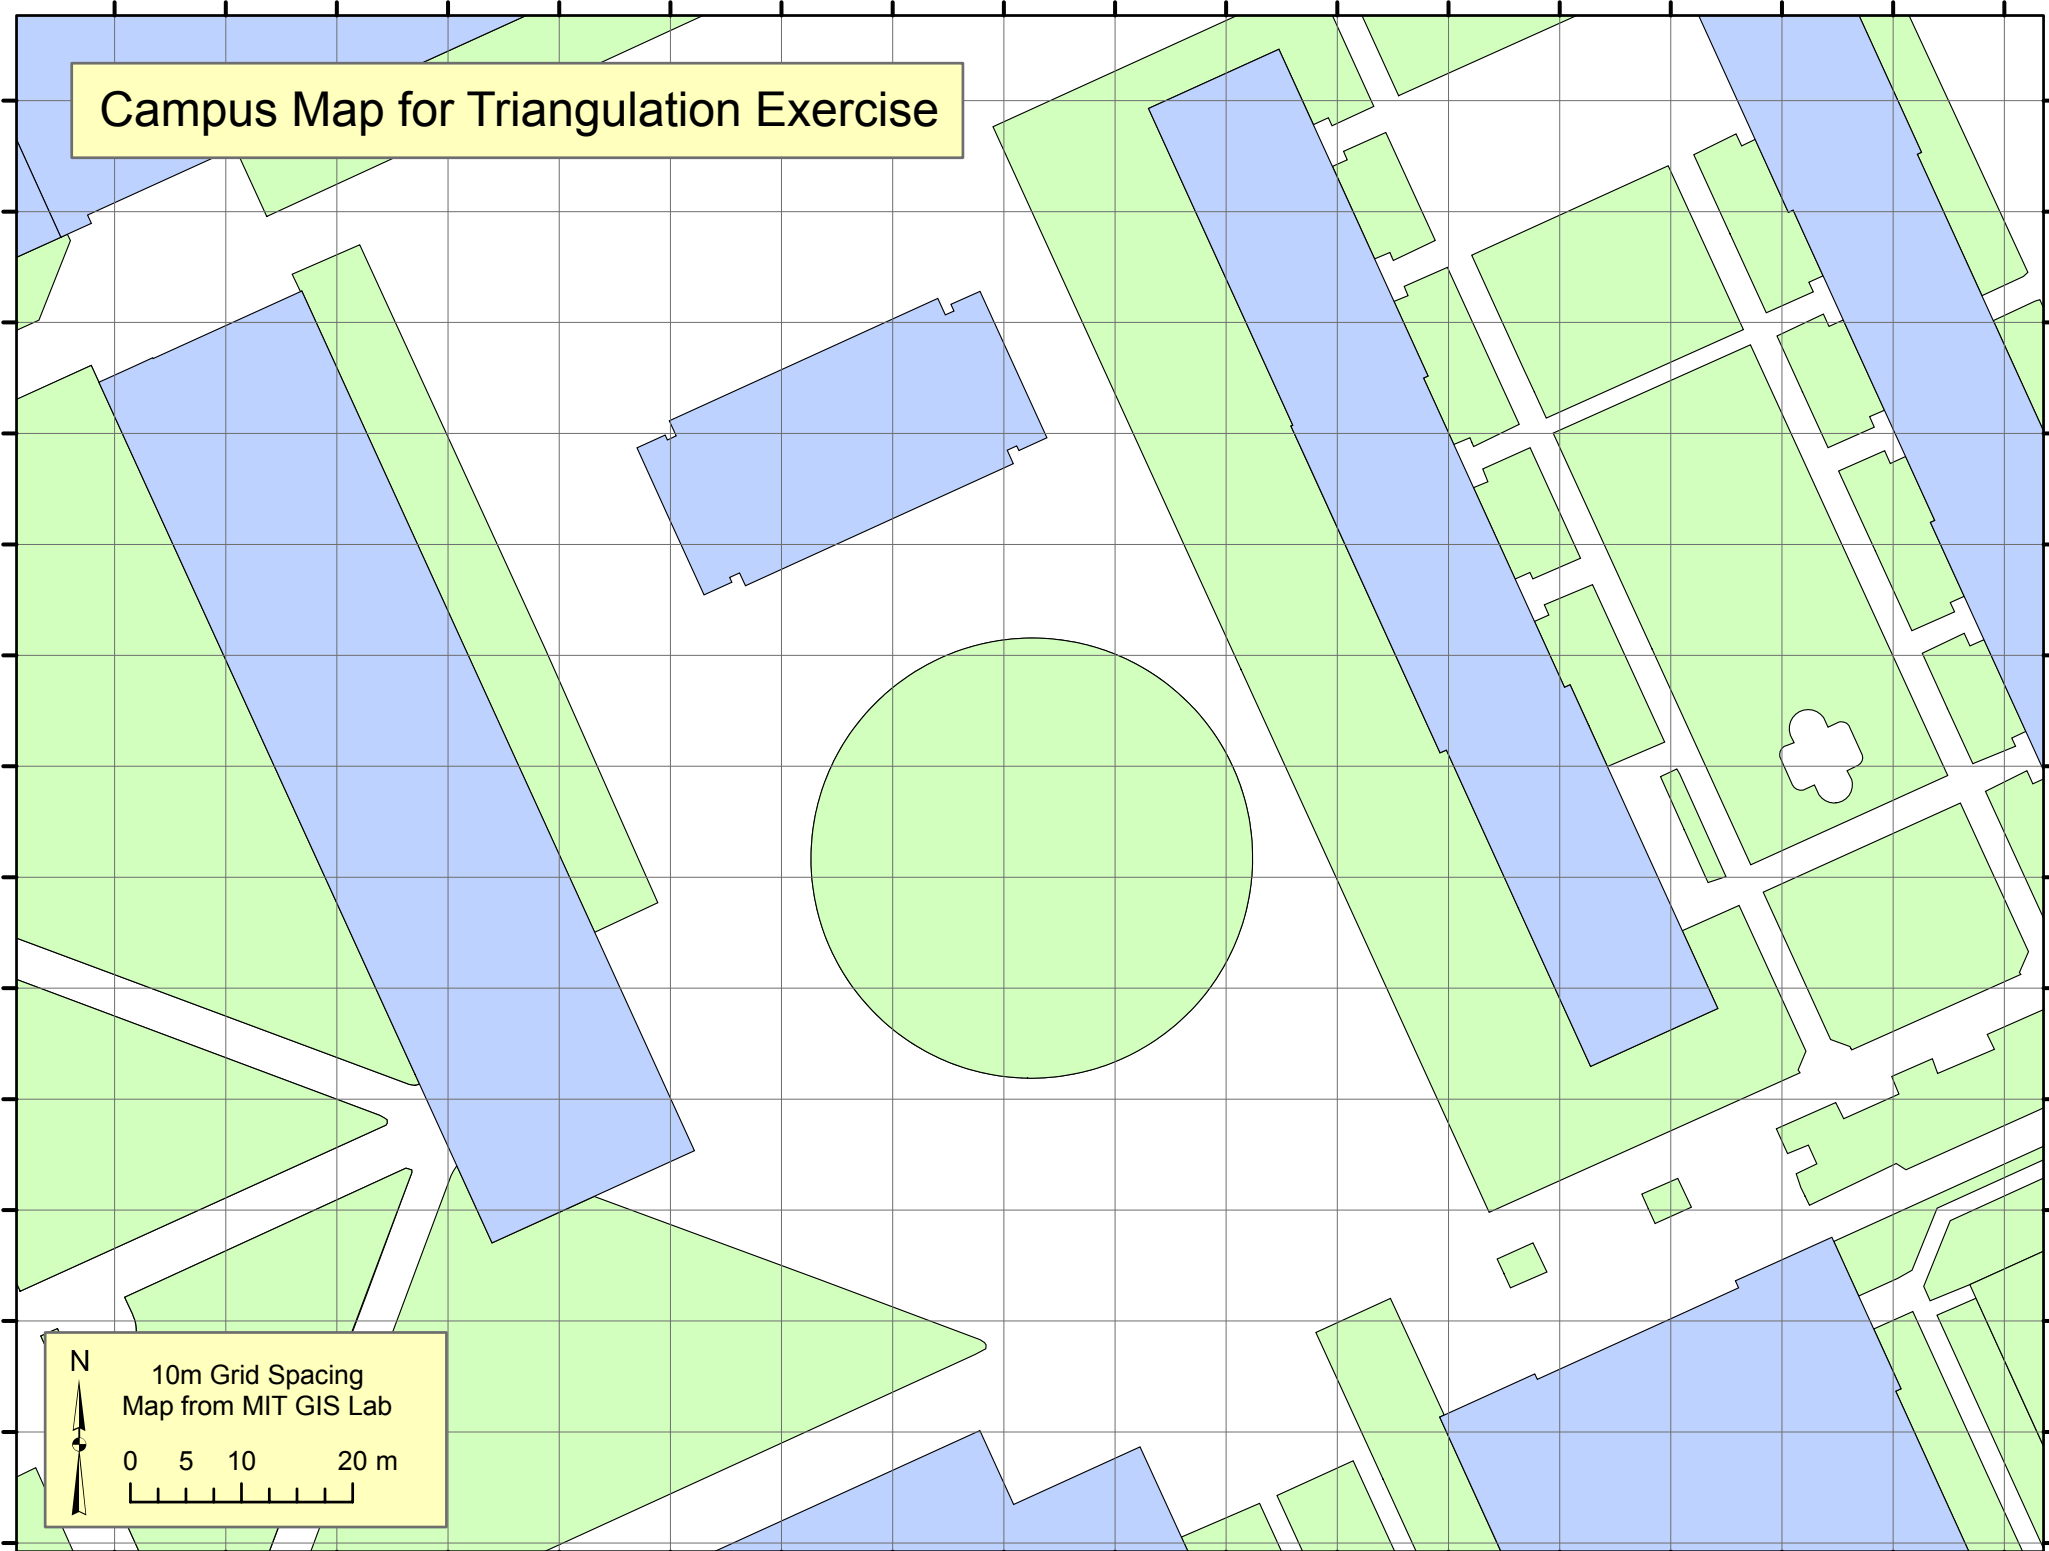 Campus Map for Triangulation Exercise
N
10m Grid Spacing
Map from MIT GIS Lab
0 5 10 20 m